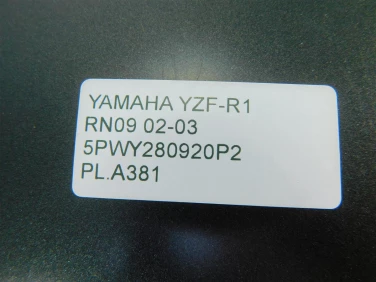 YAMAHA YZF-R1
RN09 02-03
5PWY280920P2
PL.A381